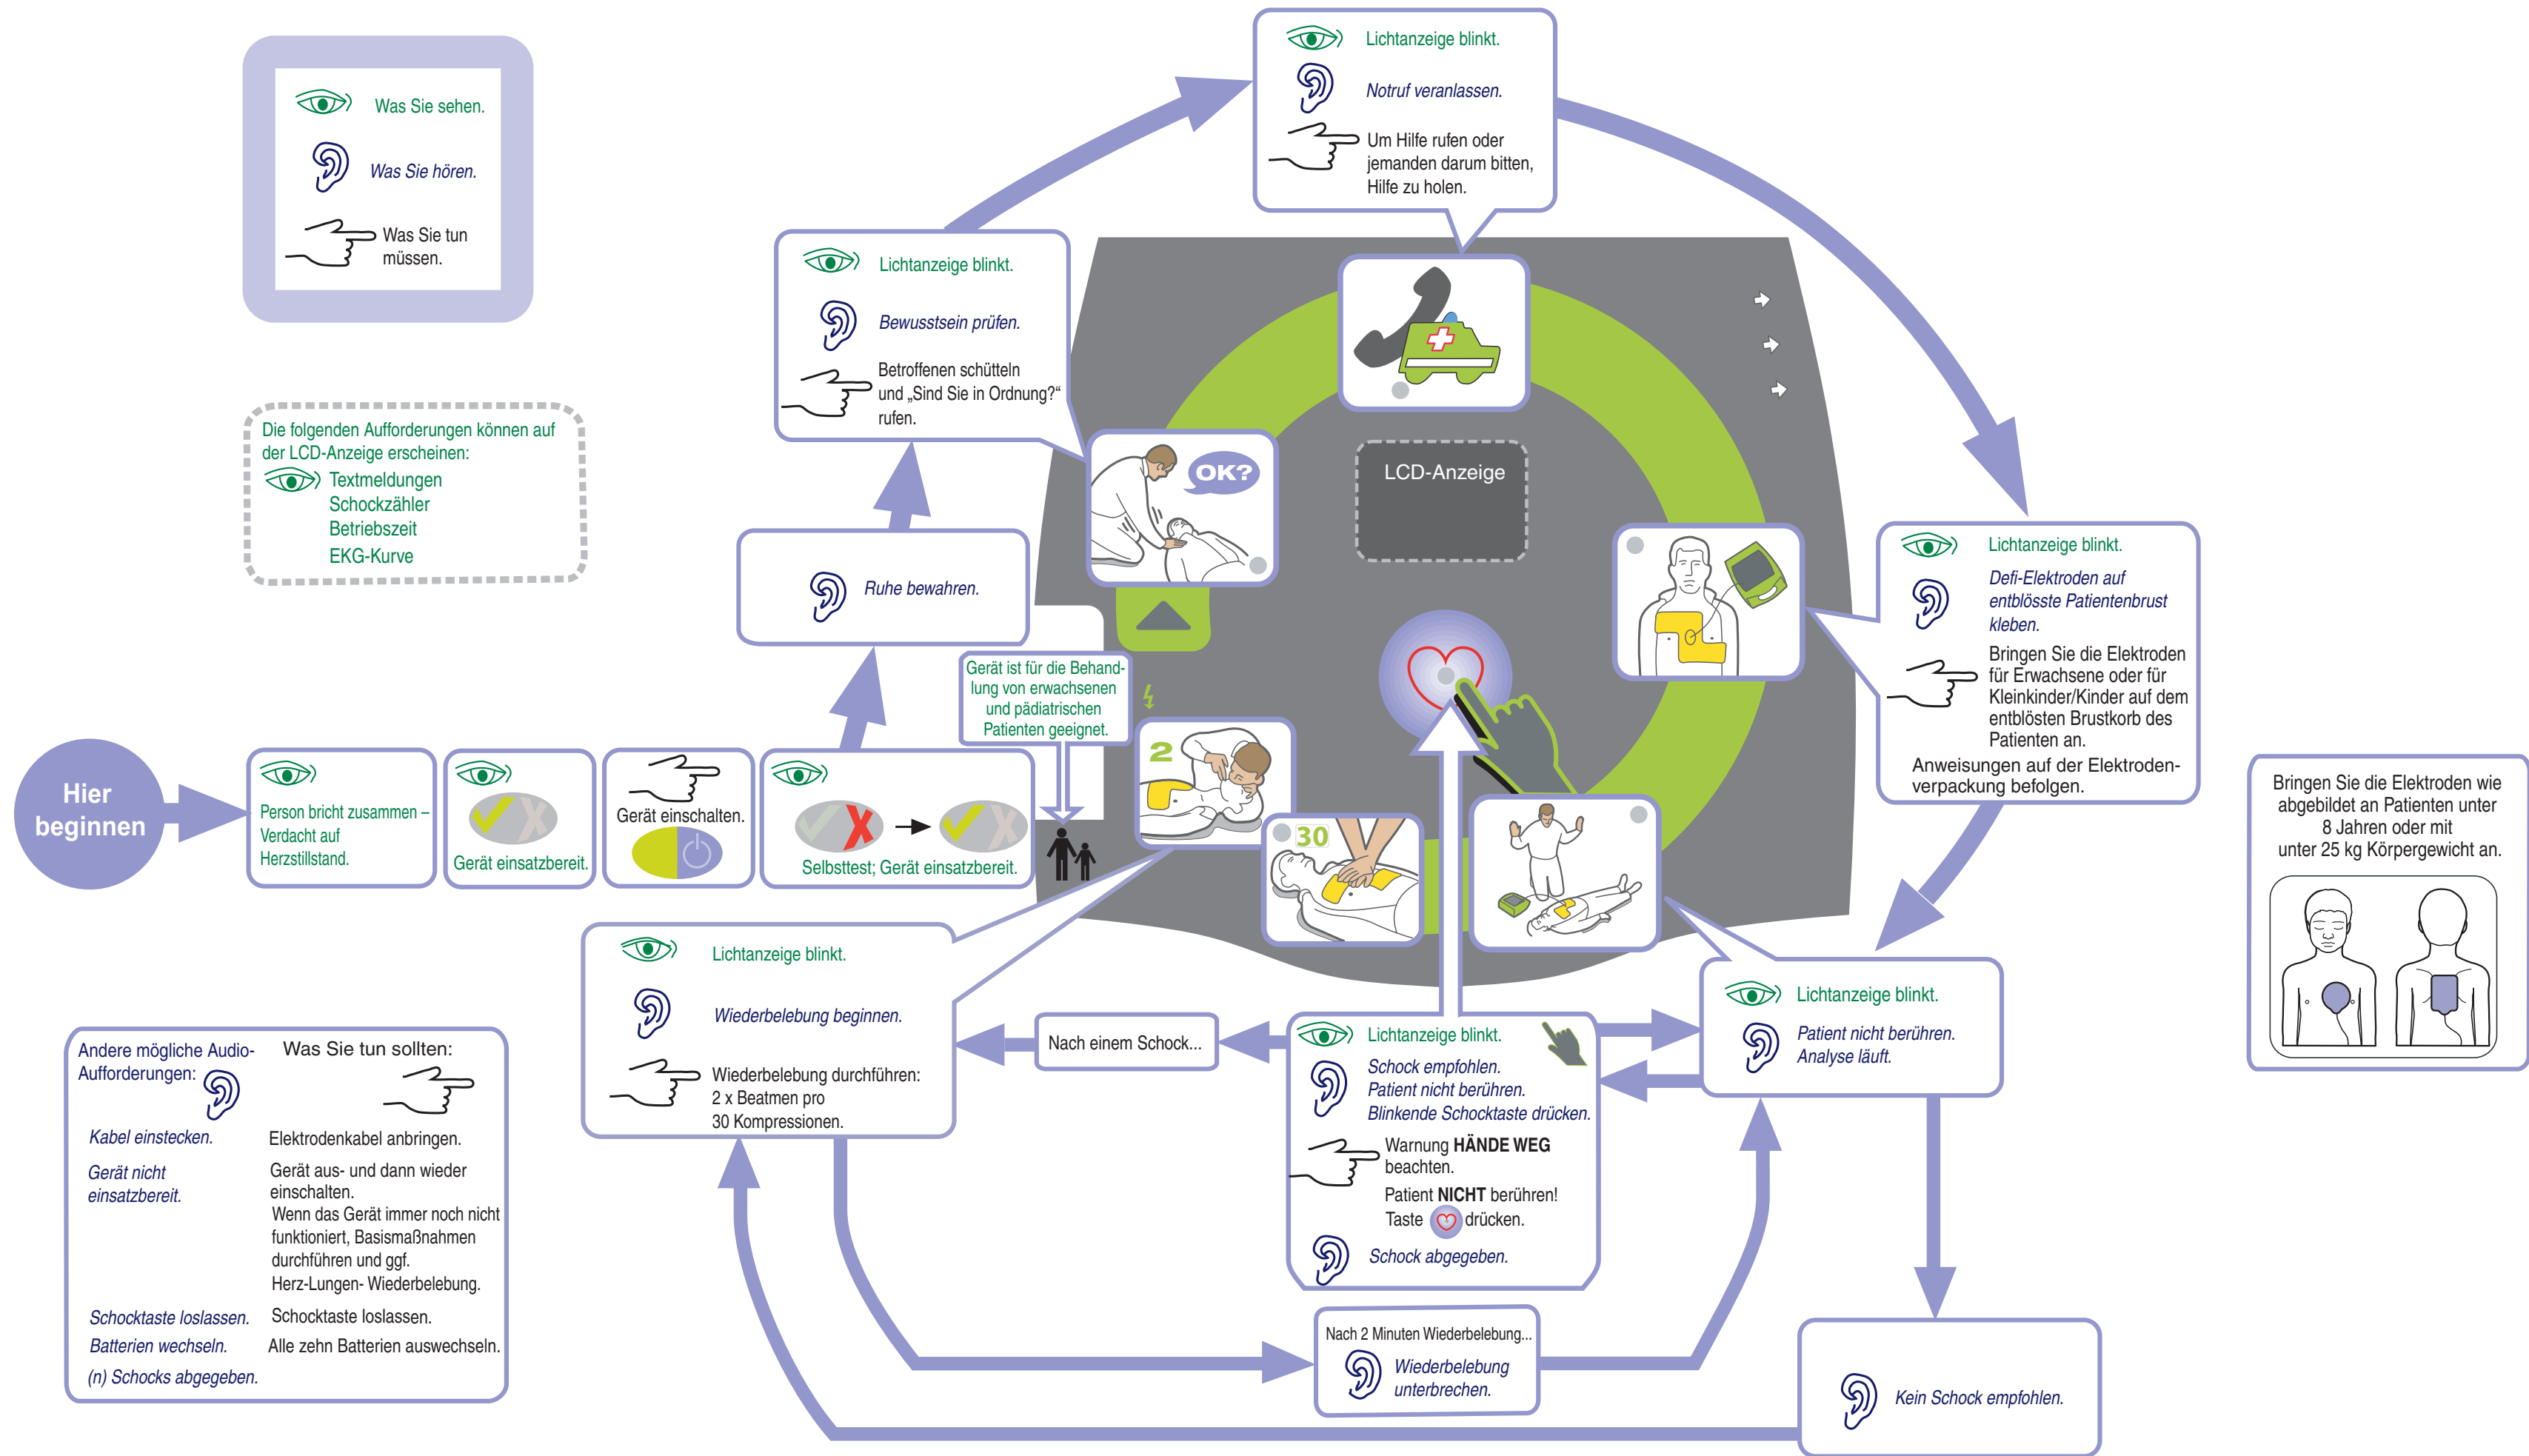 Was Sie sehen.
Was Sie hören.
Was Sie tun
müssen.
Die folgenden Aufforderungen können auf
der LCD-Anzeige erscheinen:
Textmeldungen
Schockzähler
Betriebszeit
EKG-Kurve
Hier
beginnen
Person bricht zusammen –
Verdacht auf
Herzstillstand.
Gerät einsatzbereit.
Gerät einschalten.
Selbsttest; Gerät einsatzbereit.
Gerät ist für die Behand-
lung von erwachsenen
und pädiatrischen
Patienten geeignet.
Ruhe bewahren.
Lichtanzeige blinkt.
Bewusstsein prüfen.
Betroffenen schütteln
und „Sind Sie in Ordnung?“
rufen.
OK?
Lichtanzeige blinkt.
Notruf veranlassen.
Um Hilfe rufen oder
jemanden darum bitten,
Hilfe zu holen.
LCD-Anzeige
Lichtanzeige blinkt.
Defi-Elektroden auf
entblösste Patientenbrust
kleben.
Bringen Sie die Elektroden
für Erwachsene oder für
Kleinkinder/Kinder auf dem
entblösten Brustkorb des
Patienten an.
Anweisungen auf der Elektroden-
verpackung befolgen.
Bringen Sie die Elektroden wie
abgebildet an Patienten unter
8 Jahren oder mit
unter 25 kg Körpergewicht an.
Lichtanzeige blinkt.
Patient nicht berühren.
Analyse läuft.
Lichtanzeige blinkt.
Schock empfohlen.
Patient nicht berühren.
Blinkende Schocktaste drücken.
Warnung HÄNDE WEG
beachten.
Patient NICHT berühren!
Taste drücken.
Schock abgegeben.
Nach einem Schock...
2
30
Lichtanzeige blinkt.
Wiederbelebung beginnen.
Wiederbelebung durchführen:
2 x Beatmen pro
30 Kompressionen.
Nach 2 Minuten Wiederbelebung...
Wiederbelebung
unterbrechen.
Kein Schock empfohlen.
Andere mögliche Audio-
Aufforderungen:
Was Sie tun sollten:
Kabel einstecken.
Elektrodenkabel anbringen.
Gerät nicht
einsatzbereit.
Gerät aus- und dann wieder
einschalten.
Wenn das Gerät immer noch nicht
funktioniert, Basismaßnahmen
durchführen und ggf.
Herz-Lungen- Wiederbelebung.
Schocktaste loslassen.
Schocktaste loslassen.
Batterien wechseln.
Alle zehn Batterien auswechseln.
(n) Schocks abgegeben.